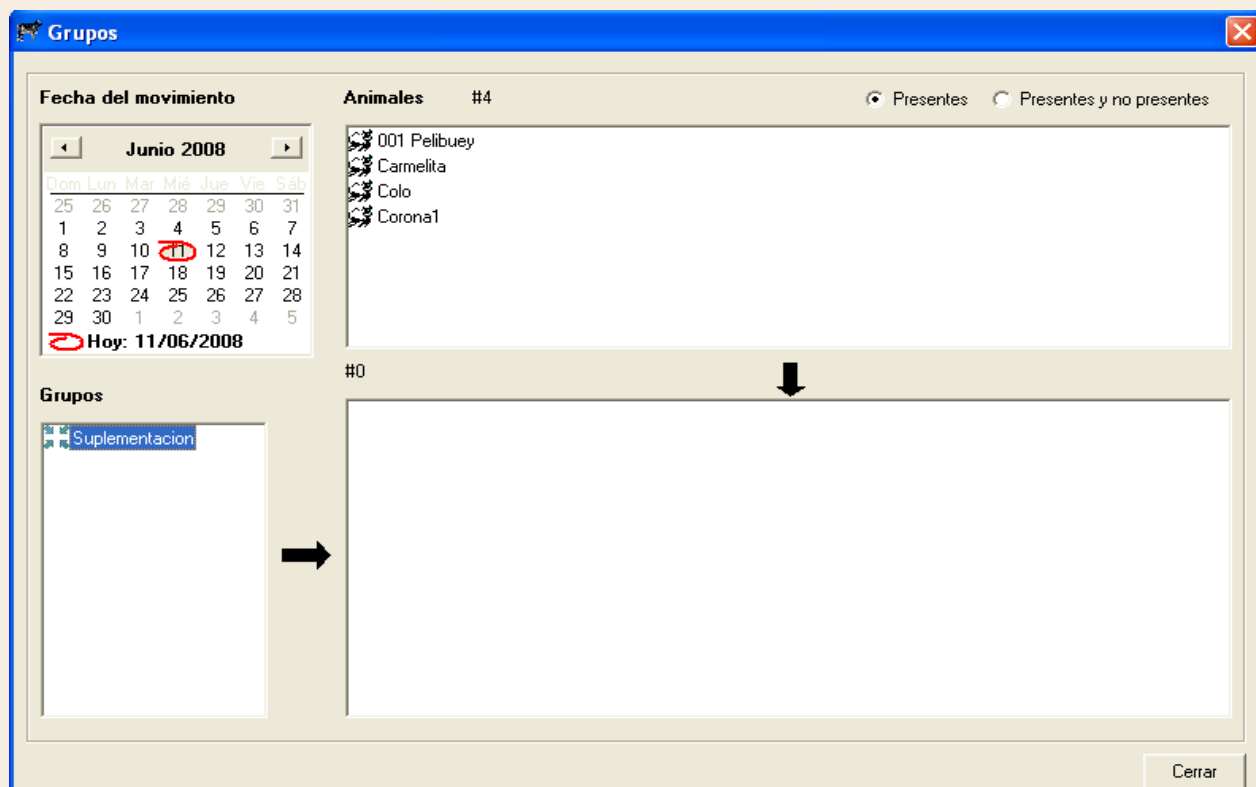 Grupos
Fecha del movimiento
Junio 2008
Dom Lun Mar Mié Jue Vie Sáb
25 26 27 28 29 30 31
1 2 3 4 5 6 7
8 9 10 11 12 13 14
15 16 17 18 19 20 21
22 23 24 25 26 27 28
29 30 1 2 3 4 5
Hoy: 11/06/2008
Animales #4
Presentes
Presentes y no presentes
001 Pelibuey
Carmelita
Colo
Corona1
#0
Grupos
Suplementacion
Cerrar